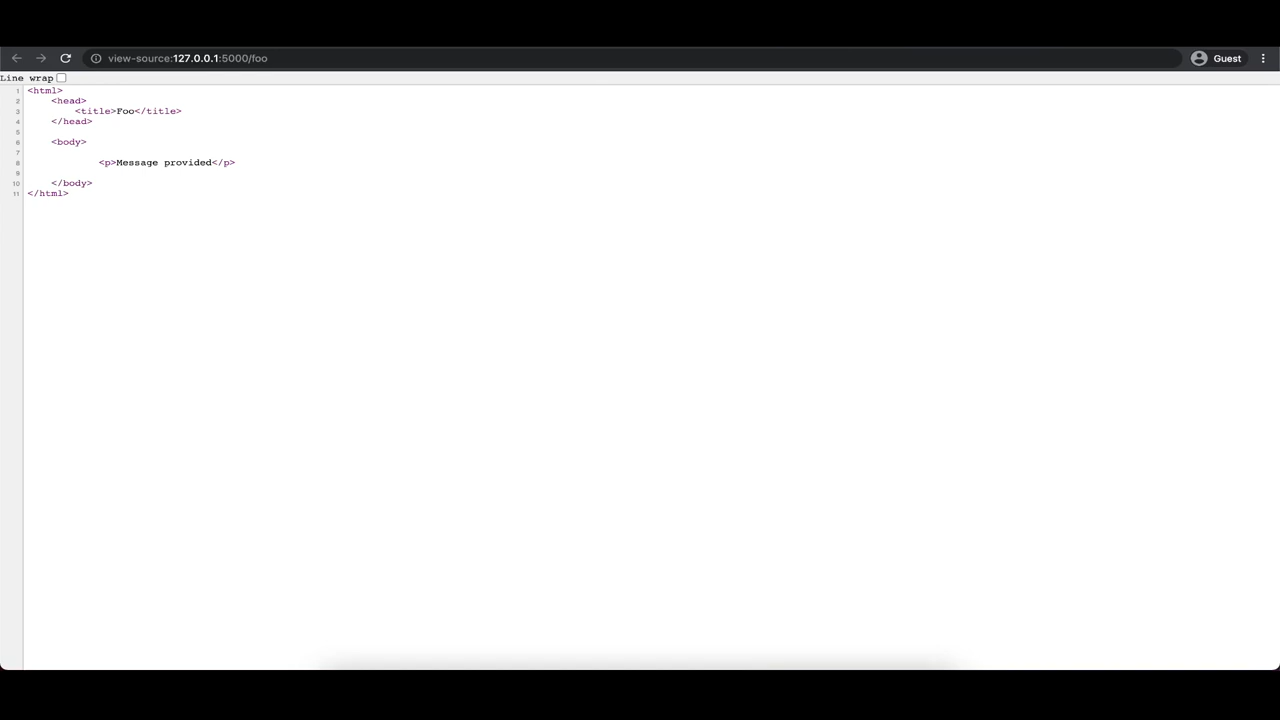 view-source:127.0.0.1:5000/foo
Guest
Line wrap
1 <html>
2     <head>
3         <title>Foo</title>
4     </head>
5
6     <body>
7
8             <p>Message provided</p>
9
10     </body>
11 </html>